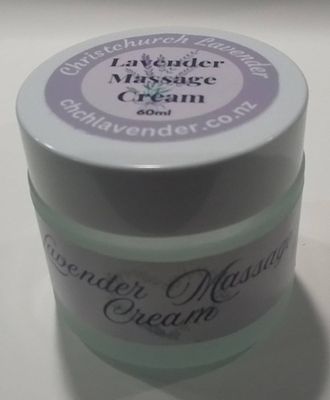 Christchurch Lavender
Lavender
Massage
Cream
60ml
chchlavender.co.nz
Lavender Massage
Cream